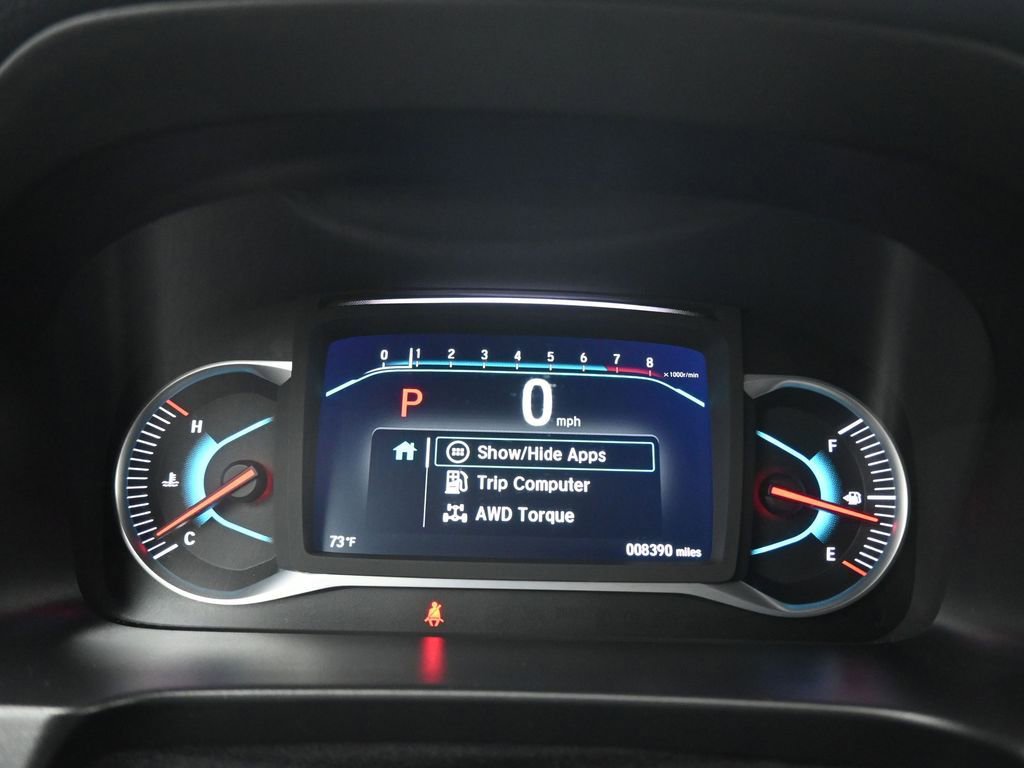 0 1 2 3 4 5 6 7 8
×1000r/min
P 0 mph
H
C
Show/Hide Apps
Trip Computer
AWD Torque
73°F
008390 miles
F
E